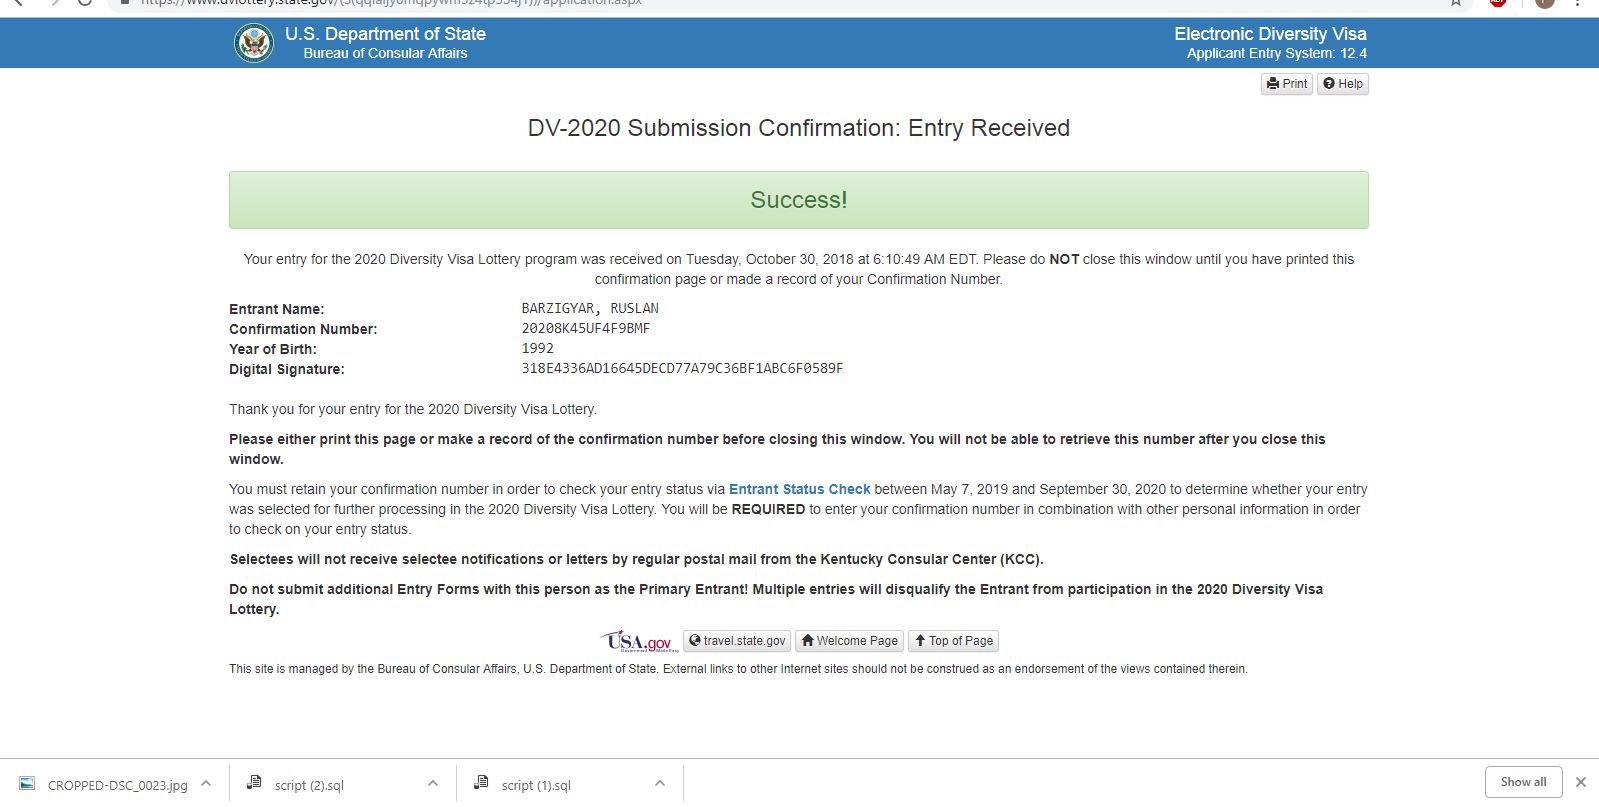 U.S. Department of State
Bureau of Consular Affairs
Electronic Diversity Visa
Applicant Entry System: 12.4
Print
Help
DV-2020 Submission Confirmation: Entry Received
Success!
Your entry for the 2020 Diversity Visa Lottery program was received on Tuesday, October 30, 2018 at 6:10:49 AM EDT. Please do NOT close this window until you have printed this
confirmation page or made a record of your Confirmation Number.
Entrant Name: BARZIGYAR, RUSLAN
Confirmation Number: 20208K45UF4F9BMF
Year of Birth: 1992
Digital Signature: 318E4336AD16645DECD77A79C36BF1ABC6F0589F
Thank you for your entry for the 2020 Diversity Visa Lottery.
Please either print this page or make a record of the confirmation number before closing this window. You will not be able to retrieve this number after you close this
window.
You must retain your confirmation number in order to check your entry status via Entrant Status Check between May 7, 2019 and September 30, 2020 to determine whether your entry
was selected for further processing in the 2020 Diversity Visa Lottery. You will be REQUIRED to enter your confirmation number in combination with other personal information in order
to check on your entry status.
Selectees will not receive selectee notifications or letters by regular postal mail from the Kentucky Consular Center (KCC).
Do not submit additional Entry Forms with this person as the Primary Entrant! Multiple entries will disqualify the Entrant from participation in the 2020 Diversity Visa
Lottery.
USA.gov
travel.state.gov
Welcome Page
Top of Page
This site is managed by the Bureau of Consular Affairs, U.S. Department of State. External links to other Internet sites should not be construed as an endorsement of the views contained therein.
CROPPED-DSC_0023.jpg
script (2).sql
script (1).sql
Show all